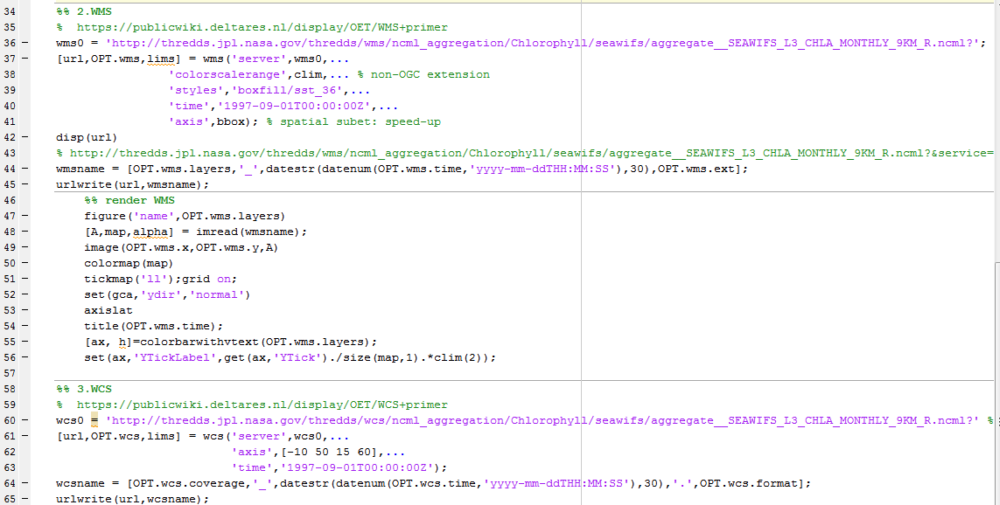 34 %% 2.WMS
35 %  https://publicwiki.deltares.nl/display/OET/WMS+primer
36 - wms0 = 'http://thredds.jpl.nasa.gov/thredds/wms/ncml_aggregation/Chlorophyll/seawifs/aggregate__SEAWIFS_L3_CHLA_MONTHLY_9KM_R.ncml?';
37 - [url,OPT.wms,lims] = wms('server',wms0,...
38 'colorscalerange',clim,... % non-OGC extension
39 'styles','boxfill/sst_36',...
40 'time','1997-09-01T00:00:00Z',...
41 'axis',bbox); % spatial subet: speed-up
42 - disp(url)
43 % http://thredds.jpl.nasa.gov/thredds/wms/ncml_aggregation/Chlorophyll/seawifs/aggregate__SEAWIFS_L3_CHLA_MONTHLY_9KM_R.ncml?&service=
44 - wmsname = [OPT.wms.layers,'_',datestr(datenum(OPT.wms.time,'yyyy-mm-ddTHH:MM:SS'),30),OPT.wms.ext];
45 - urlwrite(url,wmsname);
46 %% render WMS
47 - figure('name',OPT.wms.layers)
48 - [A,map,alpha] = imread(wmsname);
49 - image(OPT.wms.x,OPT.wms.y,A)
50 - colormap(map)
51 - tickmap('ll');grid on;
52 - set(gca,'ydir','normal')
53 - axislat
54 - title(OPT.wms.time);
55 - [ax, h]=colorbarwithvtext(OPT.wms.layers);
56 - set(ax,'YTickLabel',get(ax,'YTick')./size(map,1).*clim(2));
57
58 %% 3.WCS
59 %  https://publicwiki.deltares.nl/display/OET/WCS+primer
60 - wcs0 = 'http://thredds.jpl.nasa.gov/thredds/wcs/ncml_aggregation/Chlorophyll/seawifs/aggregate__SEAWIFS_L3_CHLA_MONTHLY_9KM_R.ncml?' %
61 - [url,OPT.wcs,lims] = wcs('server',wcs0,...
62 'axis',[-10 50 15 60],...
63 'time','1997-09-01T00:00:00Z');
64 - wcsname = [OPT.wcs.coverage,'_',datestr(datenum(OPT.wcs.time,'yyyy-mm-ddTHH:MM:SS'),30),'.',OPT.wcs.format];
65 - urlwrite(url,wcsname);